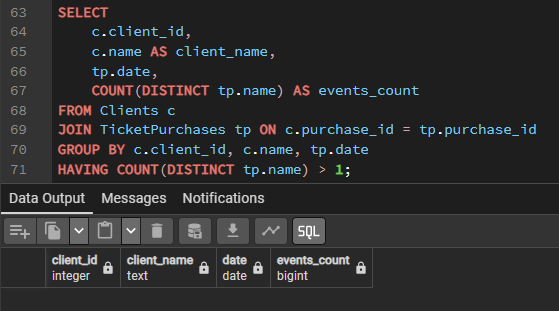 63 SELECT
64 c.client_id,
65 c.name AS client_name,
66 tp.date,
67 COUNT(DISTINCT tp.name) AS events_count
68 FROM Clients c
69 JOIN TicketPurchases tp ON c.purchase_id = tp.purchase_id
70 GROUP BY c.client_id, c.name, tp.date
71 HAVING COUNT(DISTINCT tp.name) > 1;
Data Output Messages Notifications
SQL
client_id client_name date events_count
integer text date bigint